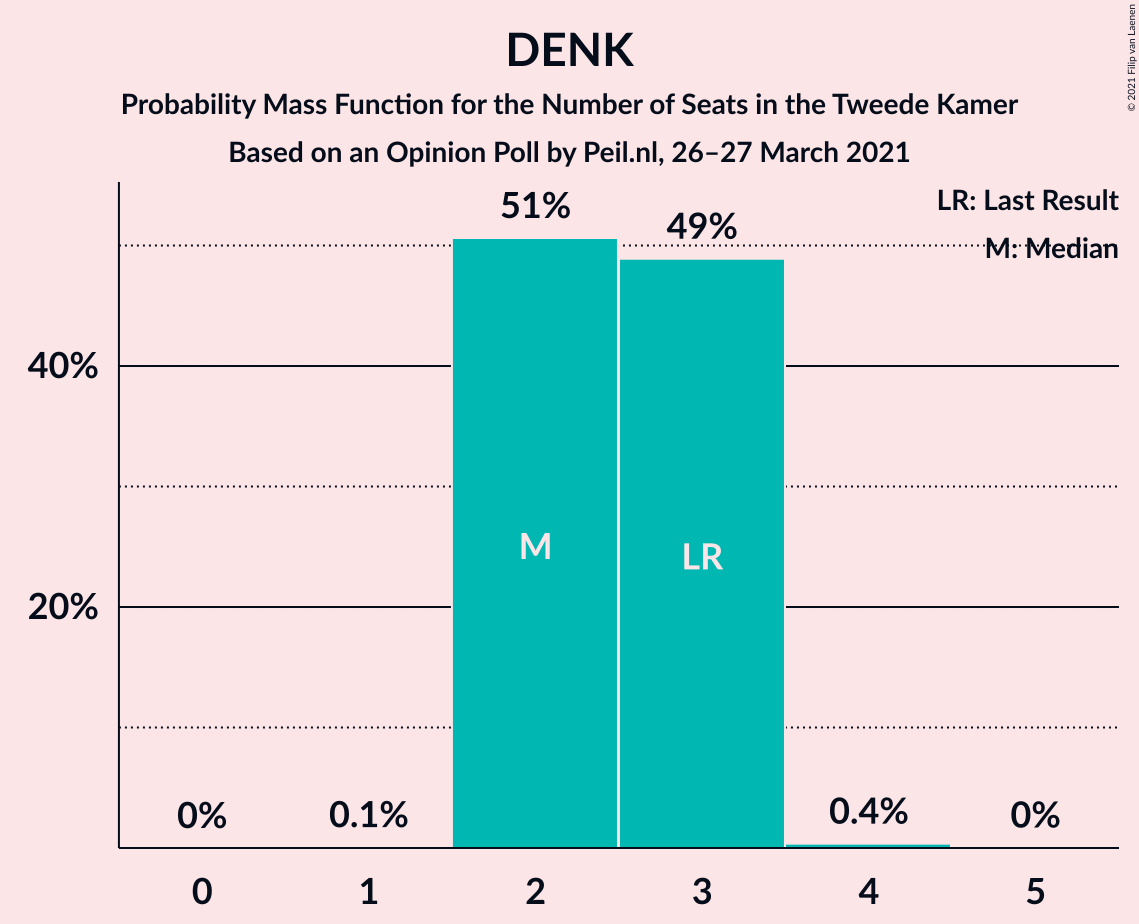 DENK
Probability Mass Function for the Number of Seats in the Tweede Kamer
Based on an Opinion Poll by Peil.nl, 26–27 March 2021
© 2021 Filip van Laenen
LR: Last Result
M: Median
51%
49%
40%
20%
M
LR
0%
0.1%
0.4%
0%
0
1
2
3
4
5